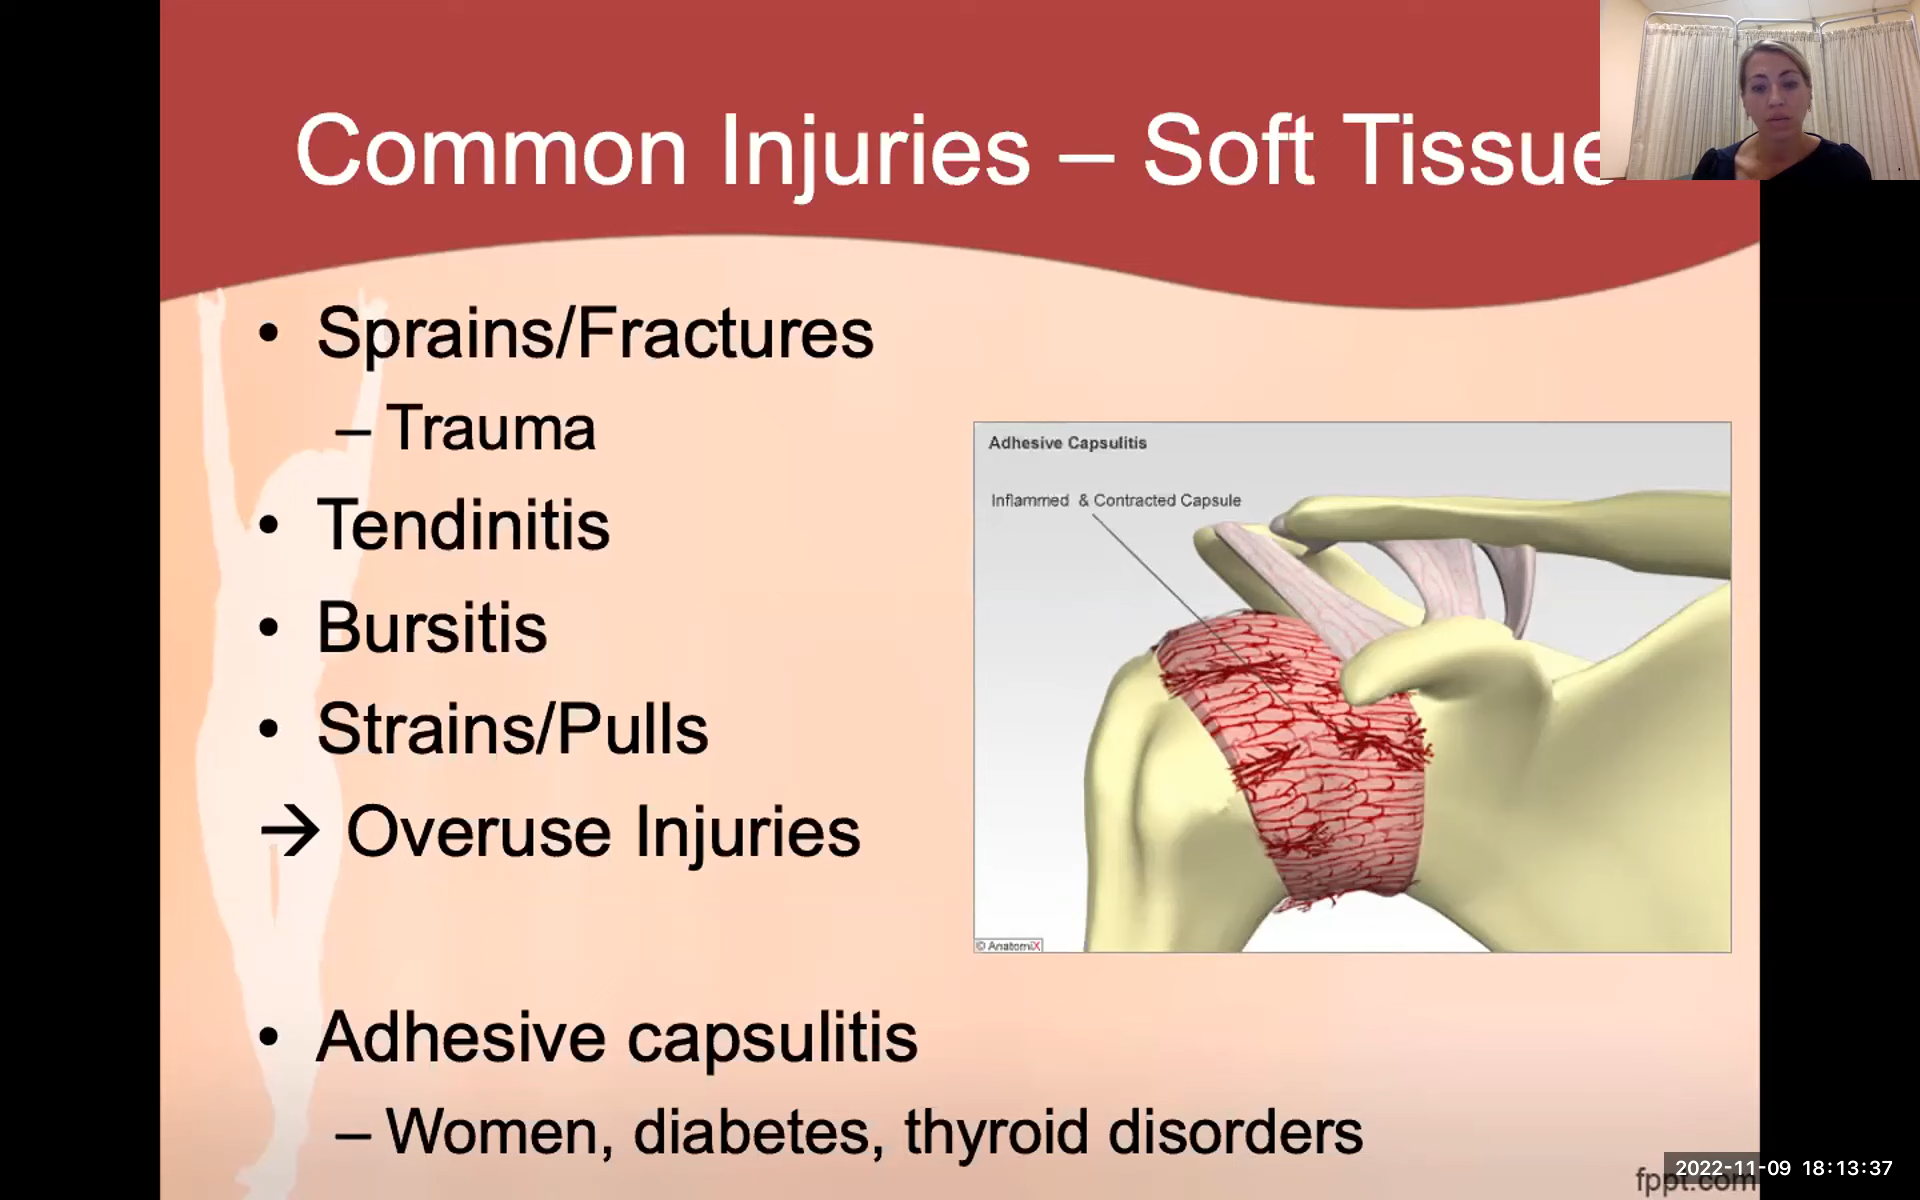 Common Injuries – Soft Tissue
• Sprains/Fractures
– Trauma
• Tendinitis
• Bursitis
• Strains/Pulls
→ Overuse Injuries
• Adhesive capsulitis
– Women, diabetes, thyroid disorders
Adhesive Capsulitis
Inflammed & Contracted Capsule
© AnatomiX
fppt.com
2022-11-09 18:13:37